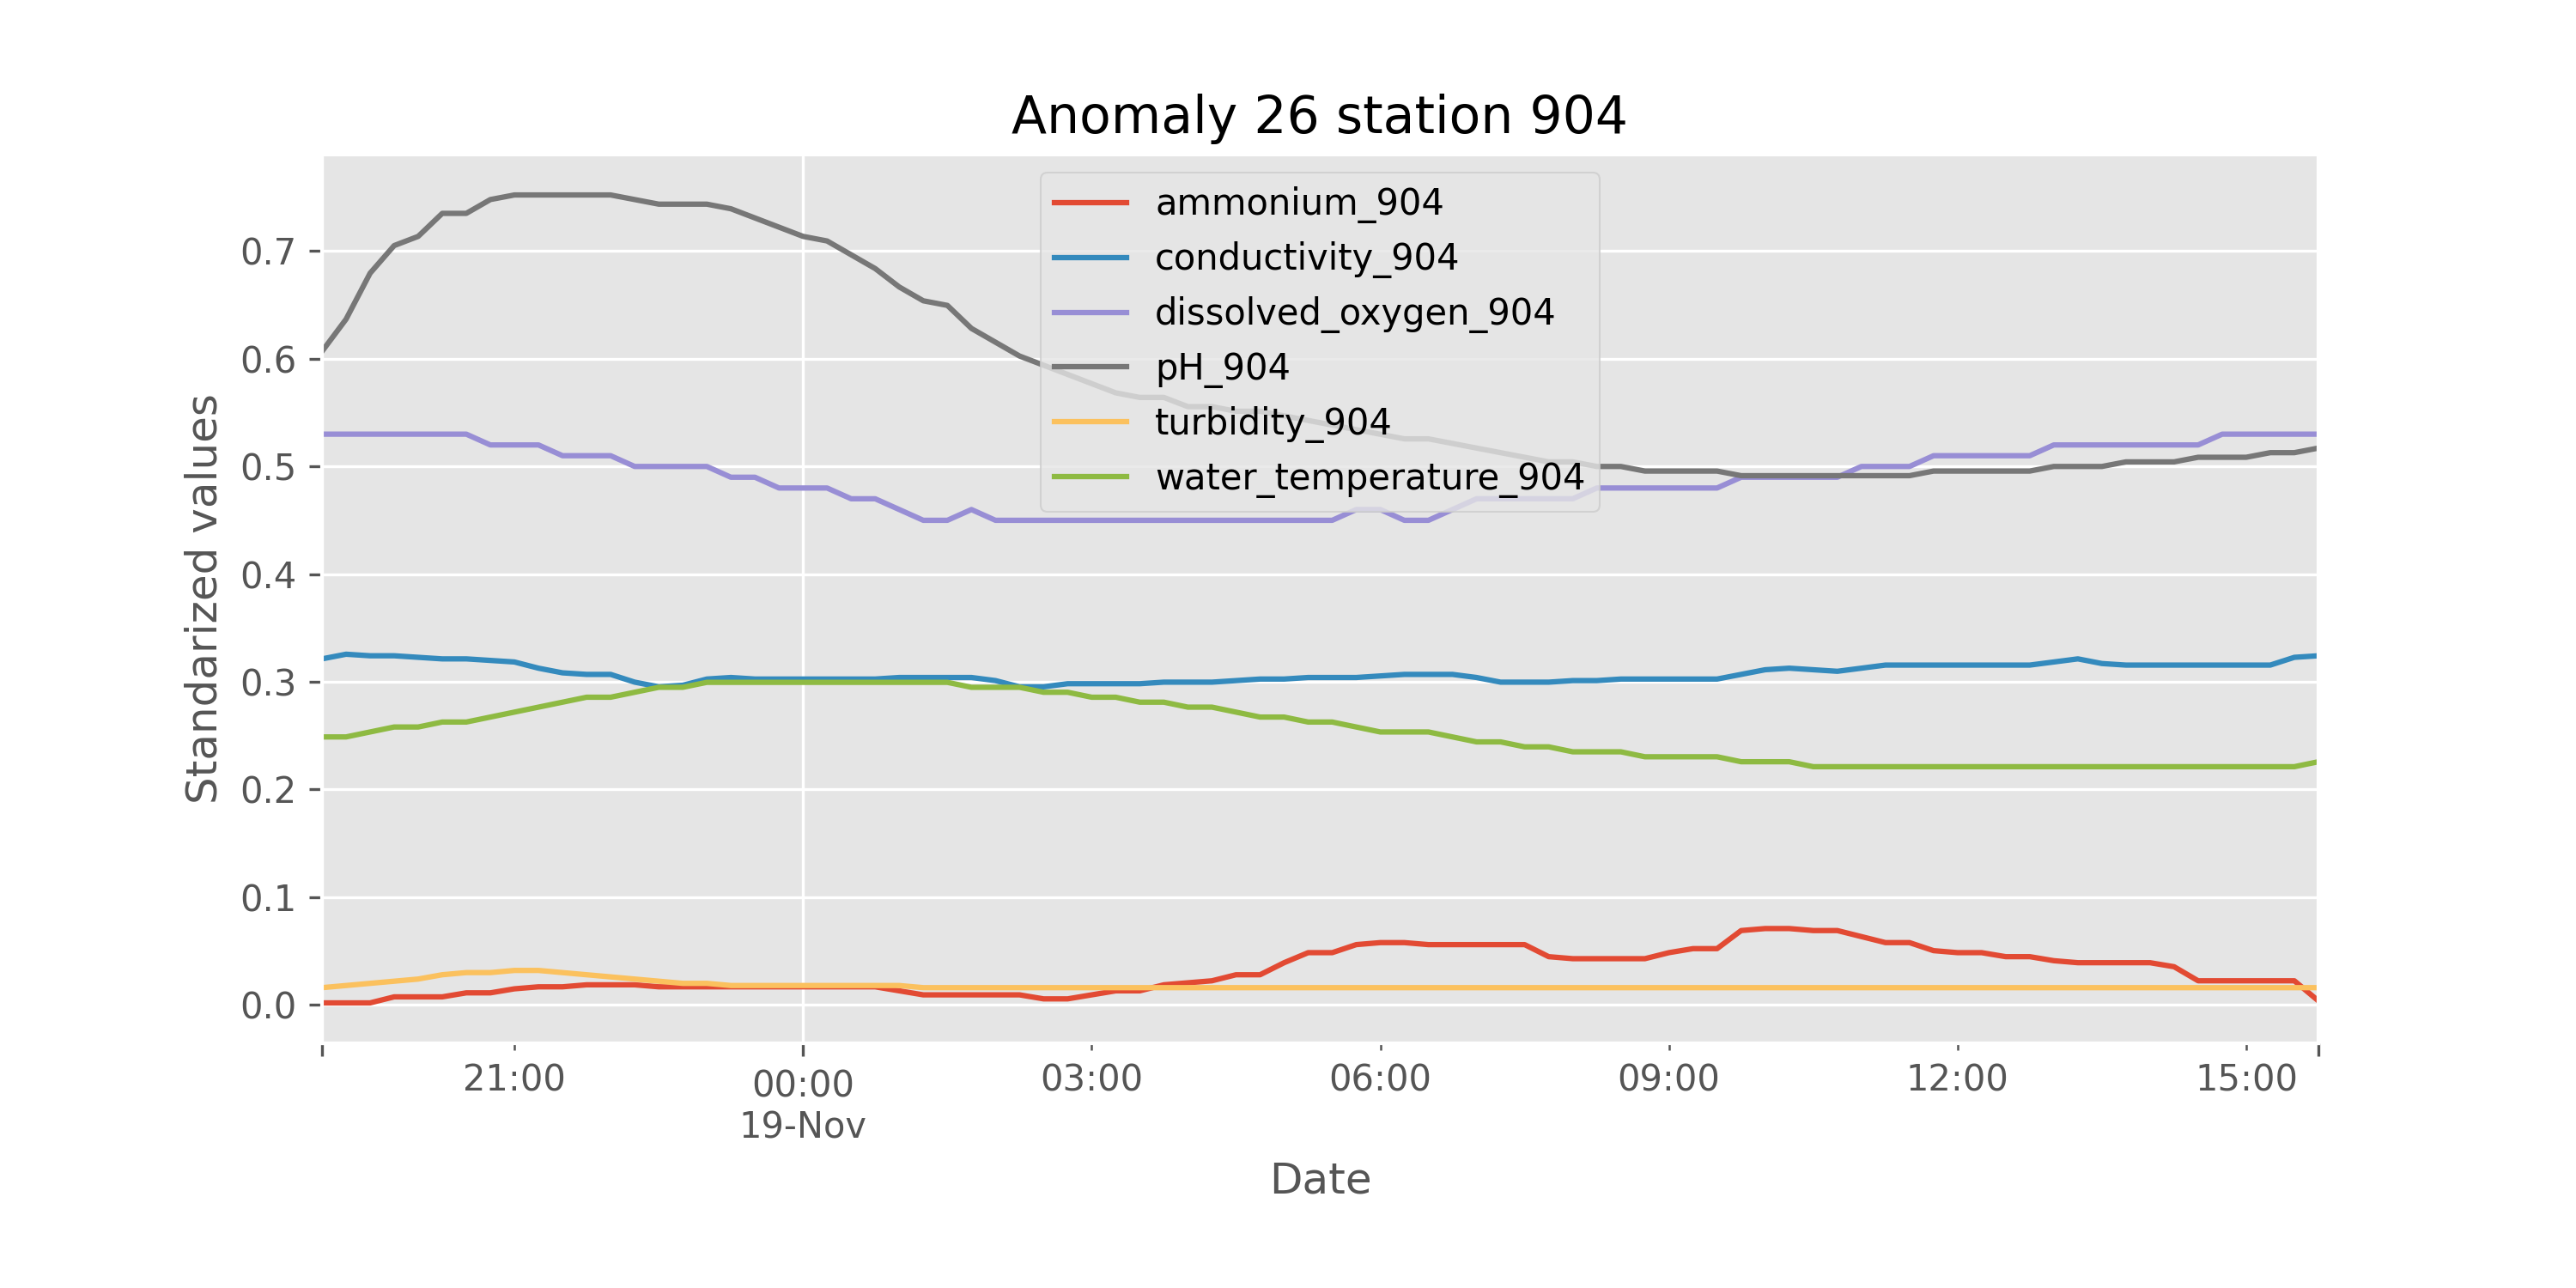 Anomaly 26 station 904
ammonium_904
conductivity_904
dissolved_oxygen_904
pH_904
turbidity_904
water_temperature_904
Standarized values
0.7
0.6
0.5
0.4
0.3
0.2
0.1
0.0
21:00 00:00 03:00 06:00 09:00 12:00 15:00
19-Nov
Date